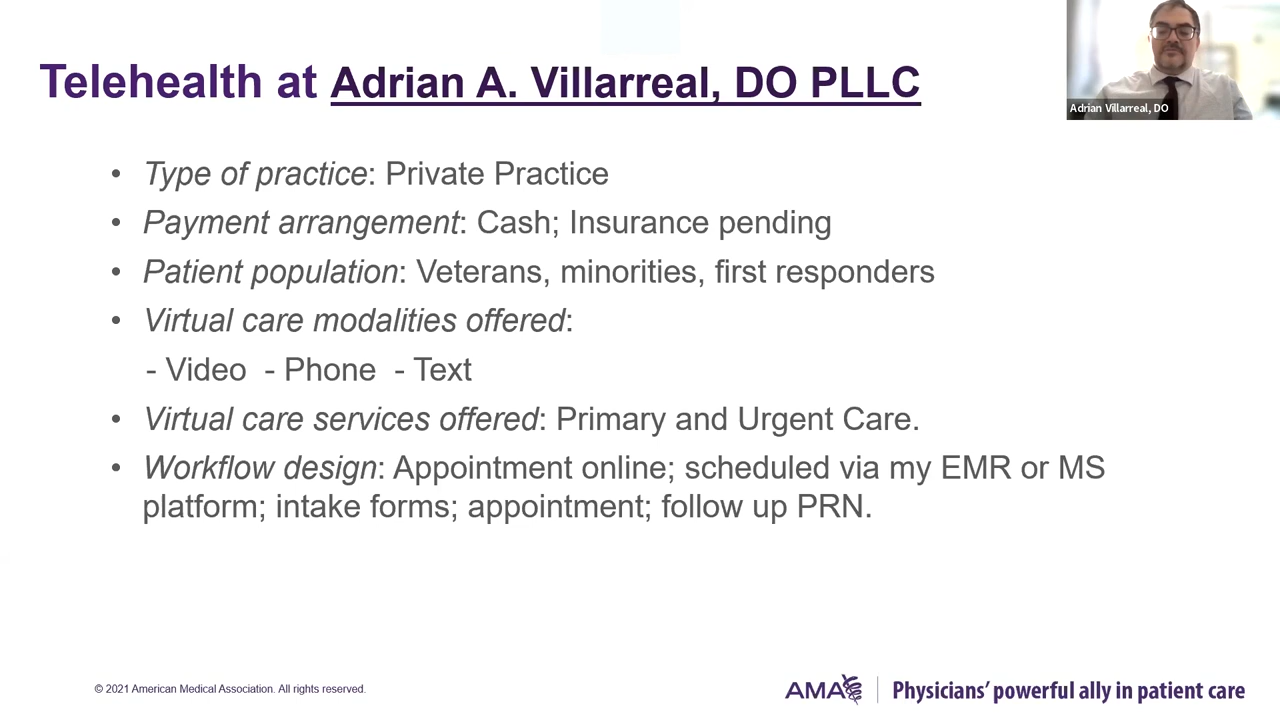 Telehealth at Adrian A. Villarreal, DO PLLC
Adrian Villarreal, DO
• Type of practice: Private Practice
• Payment arrangement: Cash; Insurance pending
• Patient population: Veterans, minorities, first responders
• Virtual care modalities offered:
- Video - Phone - Text
• Virtual care services offered: Primary and Urgent Care.
• Workflow design: Appointment online; scheduled via my EMR or MS
platform; intake forms; appointment; follow up PRN.
© 2021 American Medical Association. All rights reserved.
AMA
Physicians’ powerful ally in patient care